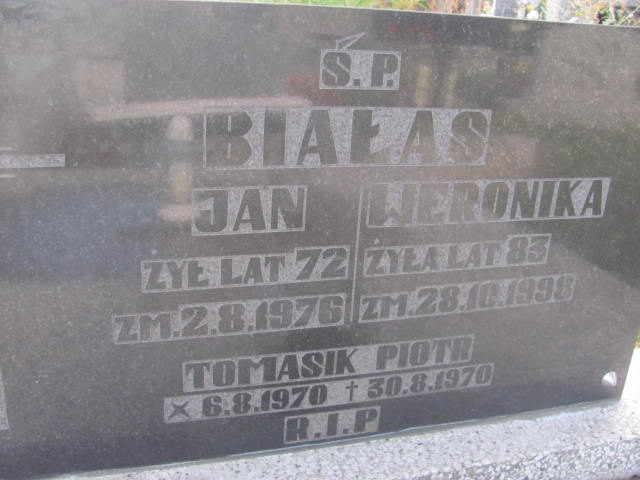 Ś.P.
BIAŁAS
JAN WERONIKA
ŻYŁ LAT 72 ŻYŁA LAT 83
ZM.2.8.1976 ZM.28.10.1998
TOMASIK PIOTR
× 6.8.1970 † 30.8.1970
R.I.P